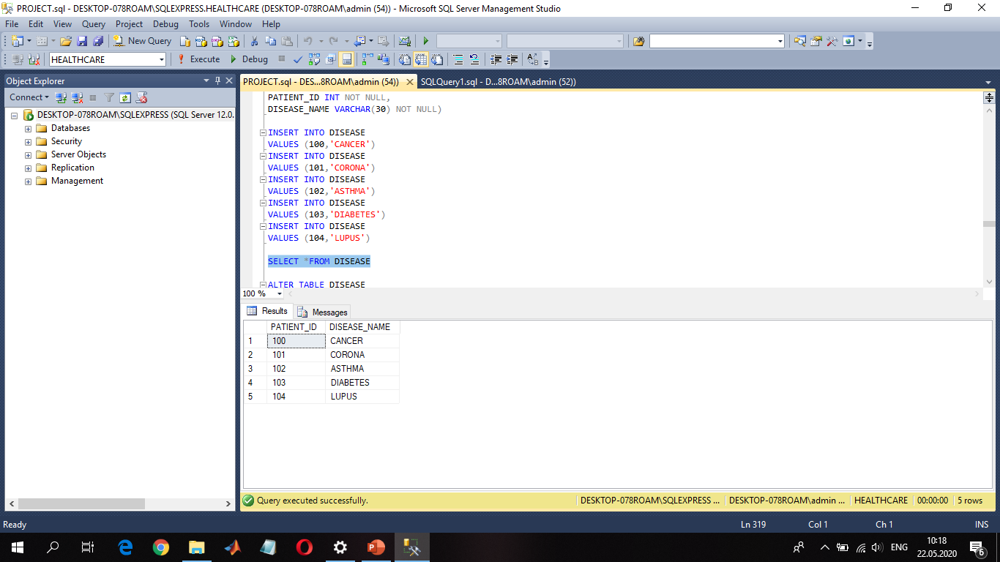 PROJECT.sql - DESKTOP-078ROAM\SQLEXPRESS.HEALTHCARE (DESKTOP-078ROAM\admin (54)) - Microsoft SQL Server Management Studio
File Edit View Query Project Debug Tools Window Help
New Query
HEALTHCARE Execute Debug
Object Explorer
Connect
DESKTOP-078ROAM\SQLEXPRESS (SQL Server 12.0.
Databases
Security
Server Objects
Replication
Management
PROJECT.sql - DES...8ROAM\admin (54)) SQLQuery1.sql - D...8ROAM\admin (52))
PATIENT_ID INT NOT NULL,
DISEASE_NAME VARCHAR(30) NOT NULL)
INSERT INTO DISEASE
VALUES (100,'CANCER')
INSERT INTO DISEASE
VALUES (101,'CORONA')
INSERT INTO DISEASE
VALUES (102,'ASTHMA')
INSERT INTO DISEASE
VALUES (103,'DIABETES')
INSERT INTO DISEASE
VALUES (104,'LUPUS')
SELECT *FROM DISEASE
ALTER TABLE DISEASE
100 %
Results Messages
PATIENT_ID DISEASE_NAME
1 100 CANCER
2 101 CORONA
3 102 ASTHMA
4 103 DIABETES
5 104 LUPUS
Query executed successfully. DESKTOP-078ROAM\SQLEXPRESS ... DESKTOP-078ROAM\admin ... HEALTHCARE 00:00:00 5 rows
Ready Ln 319 Col 1 Ch 1 INS
ENG 10:18
22.05.2020 6